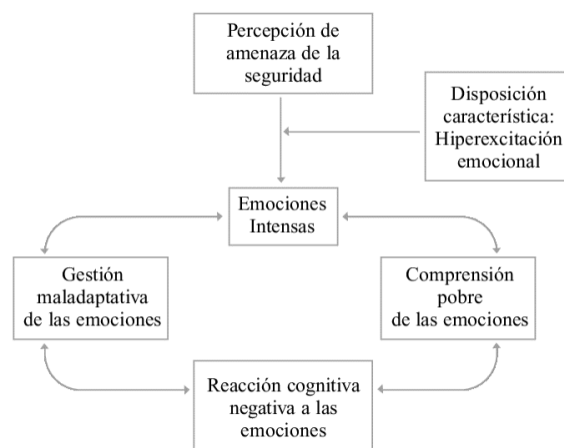 Percepción de
amenaza de la
seguridad
Disposición
característica:
Hiperexcitación
emocional
Emociones
Intensas
Gestión
maladaptativa
de las emociones
Comprensión
pobre
de las emociones
Reacción cognitiva
negativa a las
emociones